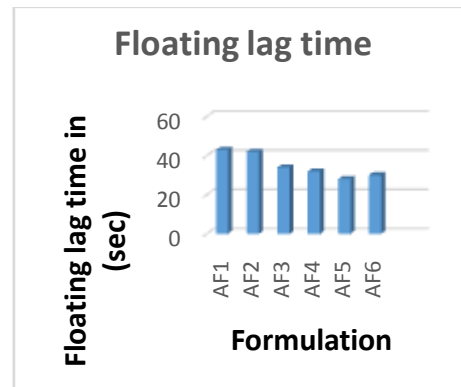 Floating lag time
Floating lag time in
(sec)
60
40
20
0
AF1
AF2
AF3
AF4
AF5
AF6
Formulation